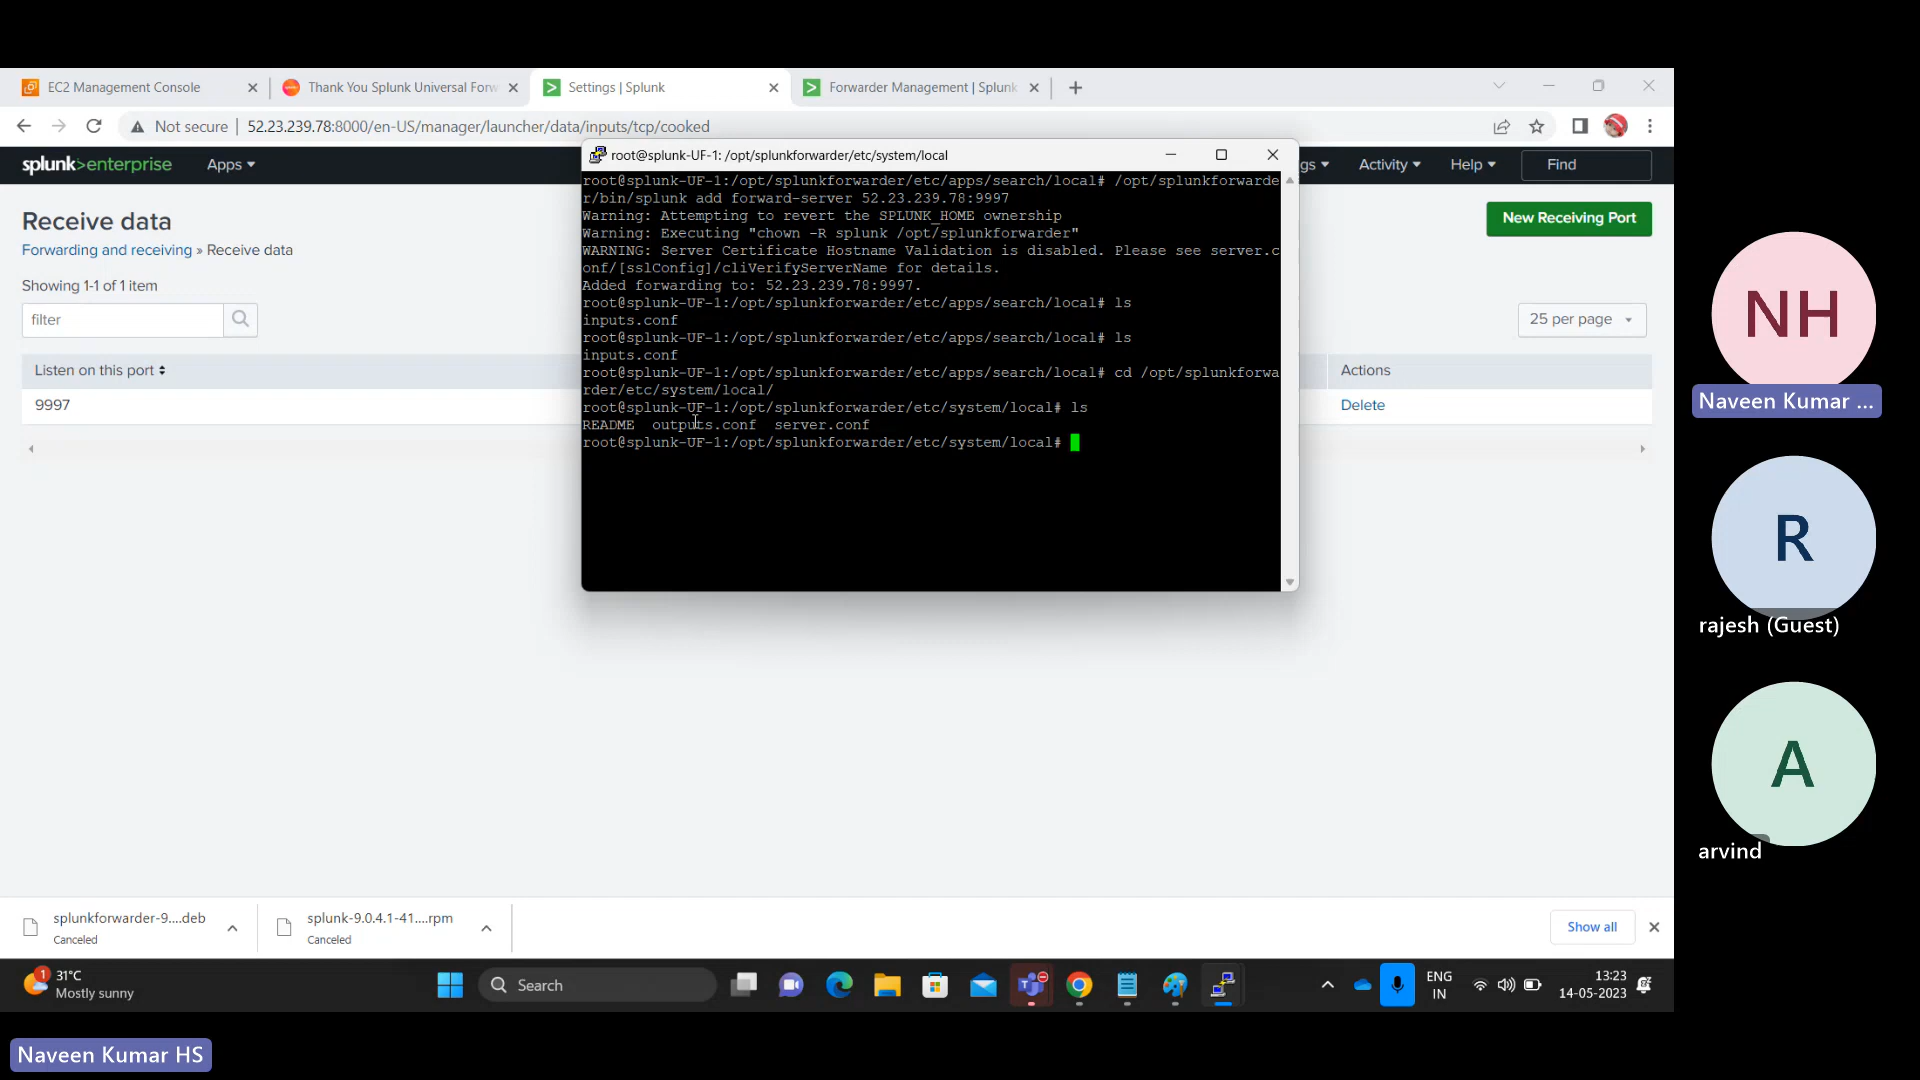 EC2 Management Console
Thank You Splunk Universal Forw
Settings | Splunk
Forwarder Management | Splunk
Not secure | 52.23.239.78:8000/en-US/manager/launcher/data/inputs/tcp/cooked
splunk>enterprise Apps
gs Activity Help Find
Receive data
Forwarding and receiving » Receive data
New Receiving Port
Showing 1-1 of 1 item
filter
25 per page
Listen on this port
Actions
9997
Delete
root@splunk-UF-1: /opt/splunkforwarder/etc/system/local
root@splunk-UF-1:/opt/splunkforwarder/etc/apps/search/local# /opt/splunkforwarde
r/bin/splunk add forward-server 52.23.239.78:9997
Warning: Attempting to revert the SPLUNK_HOME ownership
Warning: Executing "chown -R splunk /opt/splunkforwarder"
WARNING: Server Certificate Hostname Validation is disabled. Please see server.c
onf/[sslConfig]/cliVerifyServerName for details.
Added forwarding to: 52.23.239.78:9997.
root@splunk-UF-1:/opt/splunkforwarder/etc/apps/search/local# ls
inputs.conf
root@splunk-UF-1:/opt/splunkforwarder/etc/apps/search/local# ls
inputs.conf
root@splunk-UF-1:/opt/splunkforwarder/etc/apps/search/local# cd /opt/splunkforwa
rder/etc/system/local/
root@splunk-UF-1:/opt/splunkforwarder/etc/system/local# ls
README outputs.conf server.conf
root@splunk-UF-1:/opt/splunkforwarder/etc/system/local#
NH
Naveen Kumar ...
R
rajesh (Guest)
A
arvind
splunkforwarder-9....deb
Canceled
splunk-9.0.4.1-41....rpm
Canceled
Show all
1
31°C
Mostly sunny
Search
ENG
IN
13:23
14-05-2023
Naveen Kumar HS